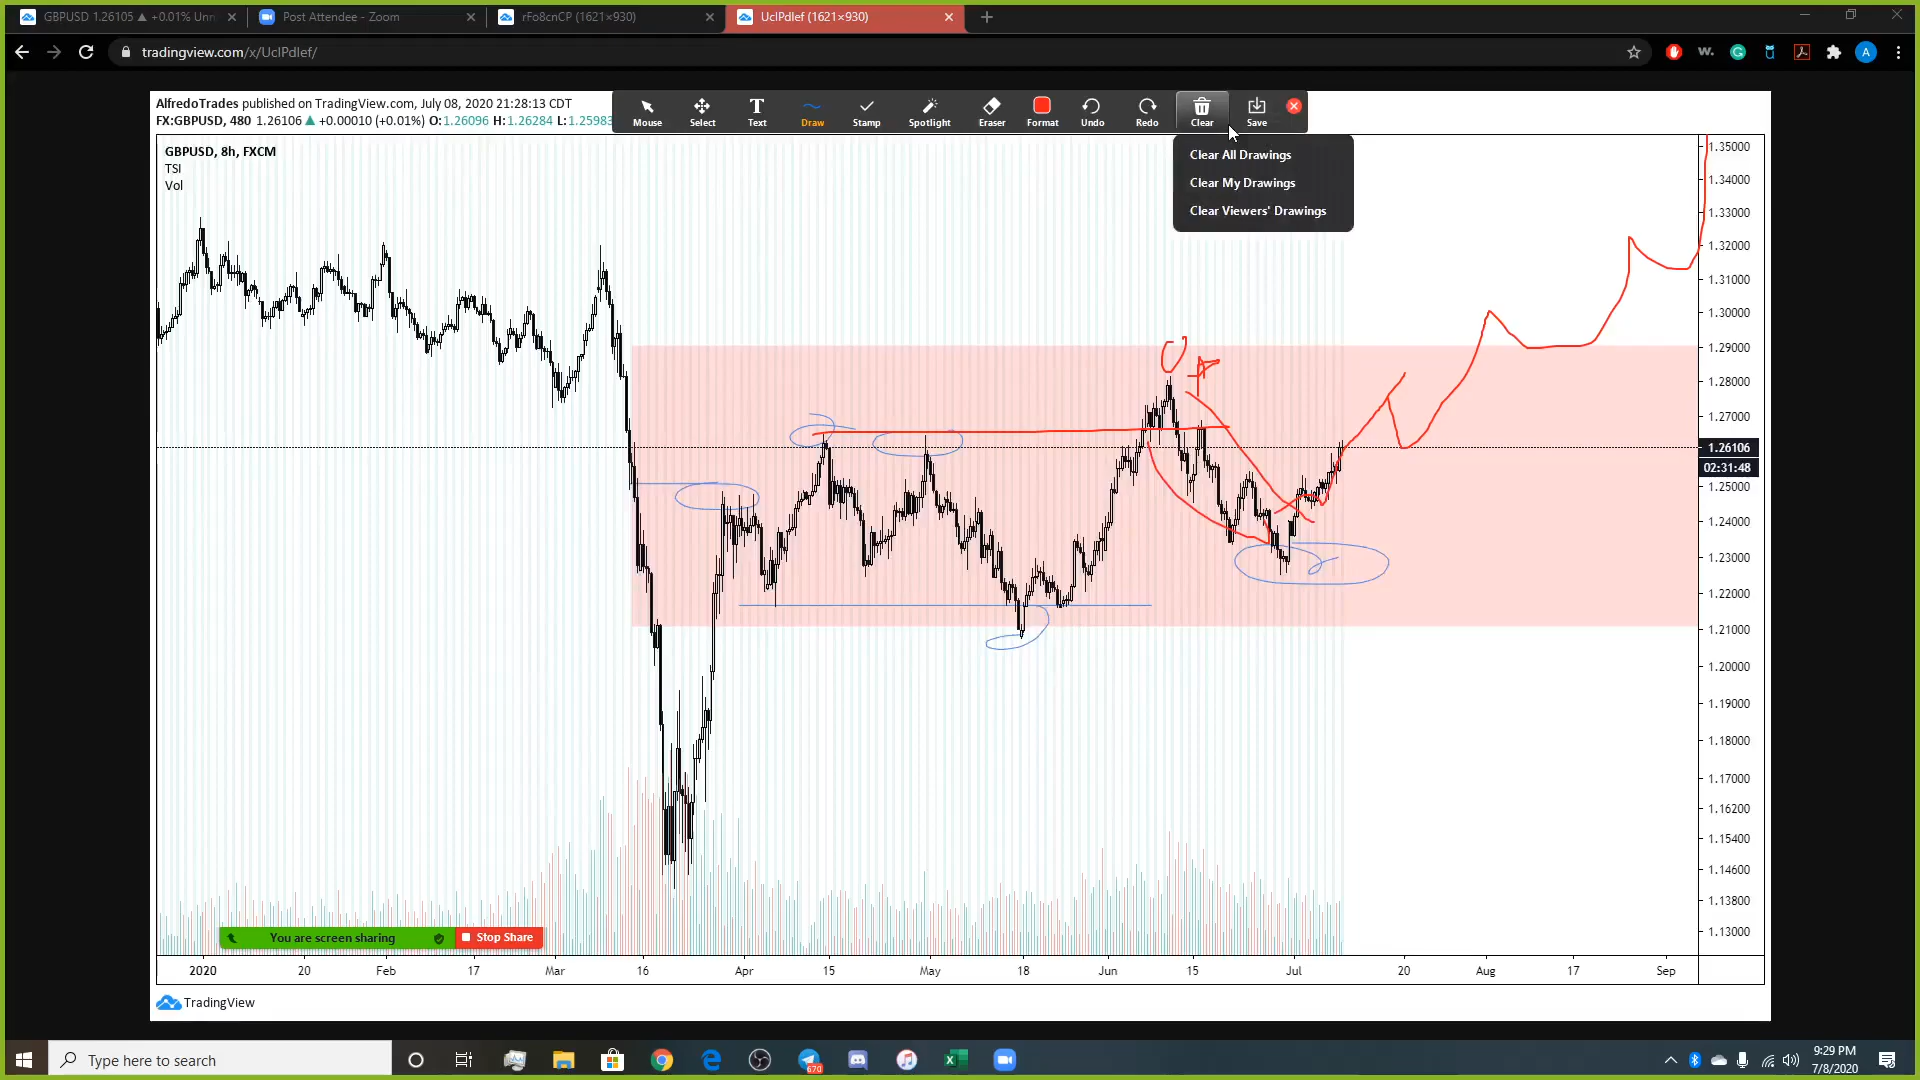 GBPUSD 1.26105 ▲ +0.01% Unn
Post Attendee - Zoom
rFo8cnCP (1621×930)
UcIPdlef (1621×930)
tradingview.com/x/UcIPdlef/
AlfredoTrades published on TradingView.com, July 08, 2020 21:28:13 CDT
FX:GBPUSD, 480 1.26106 ▲ +0.00010 (+0.01%) O:1.26096 H:1.26284 L:1.25983
Mouse Select Text Draw Stamp Spotlight Eraser Format Undo Redo Clear Save
Clear All Drawings
Clear My Drawings
Clear Viewers' Drawings
GBPUSD, 8h, FXCM
TSI
Vol
1.35000
1.34000
1.33000
1.32000
1.31000
1.30000
1.29000
1.28000
1.27000
1.26106
02:31:48
1.25000
1.24000
1.23000
1.22000
1.21000
1.20000
1.19000
1.18000
1.17000
1.16200
1.15400
1.14600
1.13800
1.13000
You are screen sharing Stop Share
2020 20 Feb 17 Mar 16 Apr 15 May 18 Jun 15 Jul 20 Aug 17 Sep
TradingView
Type here to search
670
9:29 PM
7/8/2020